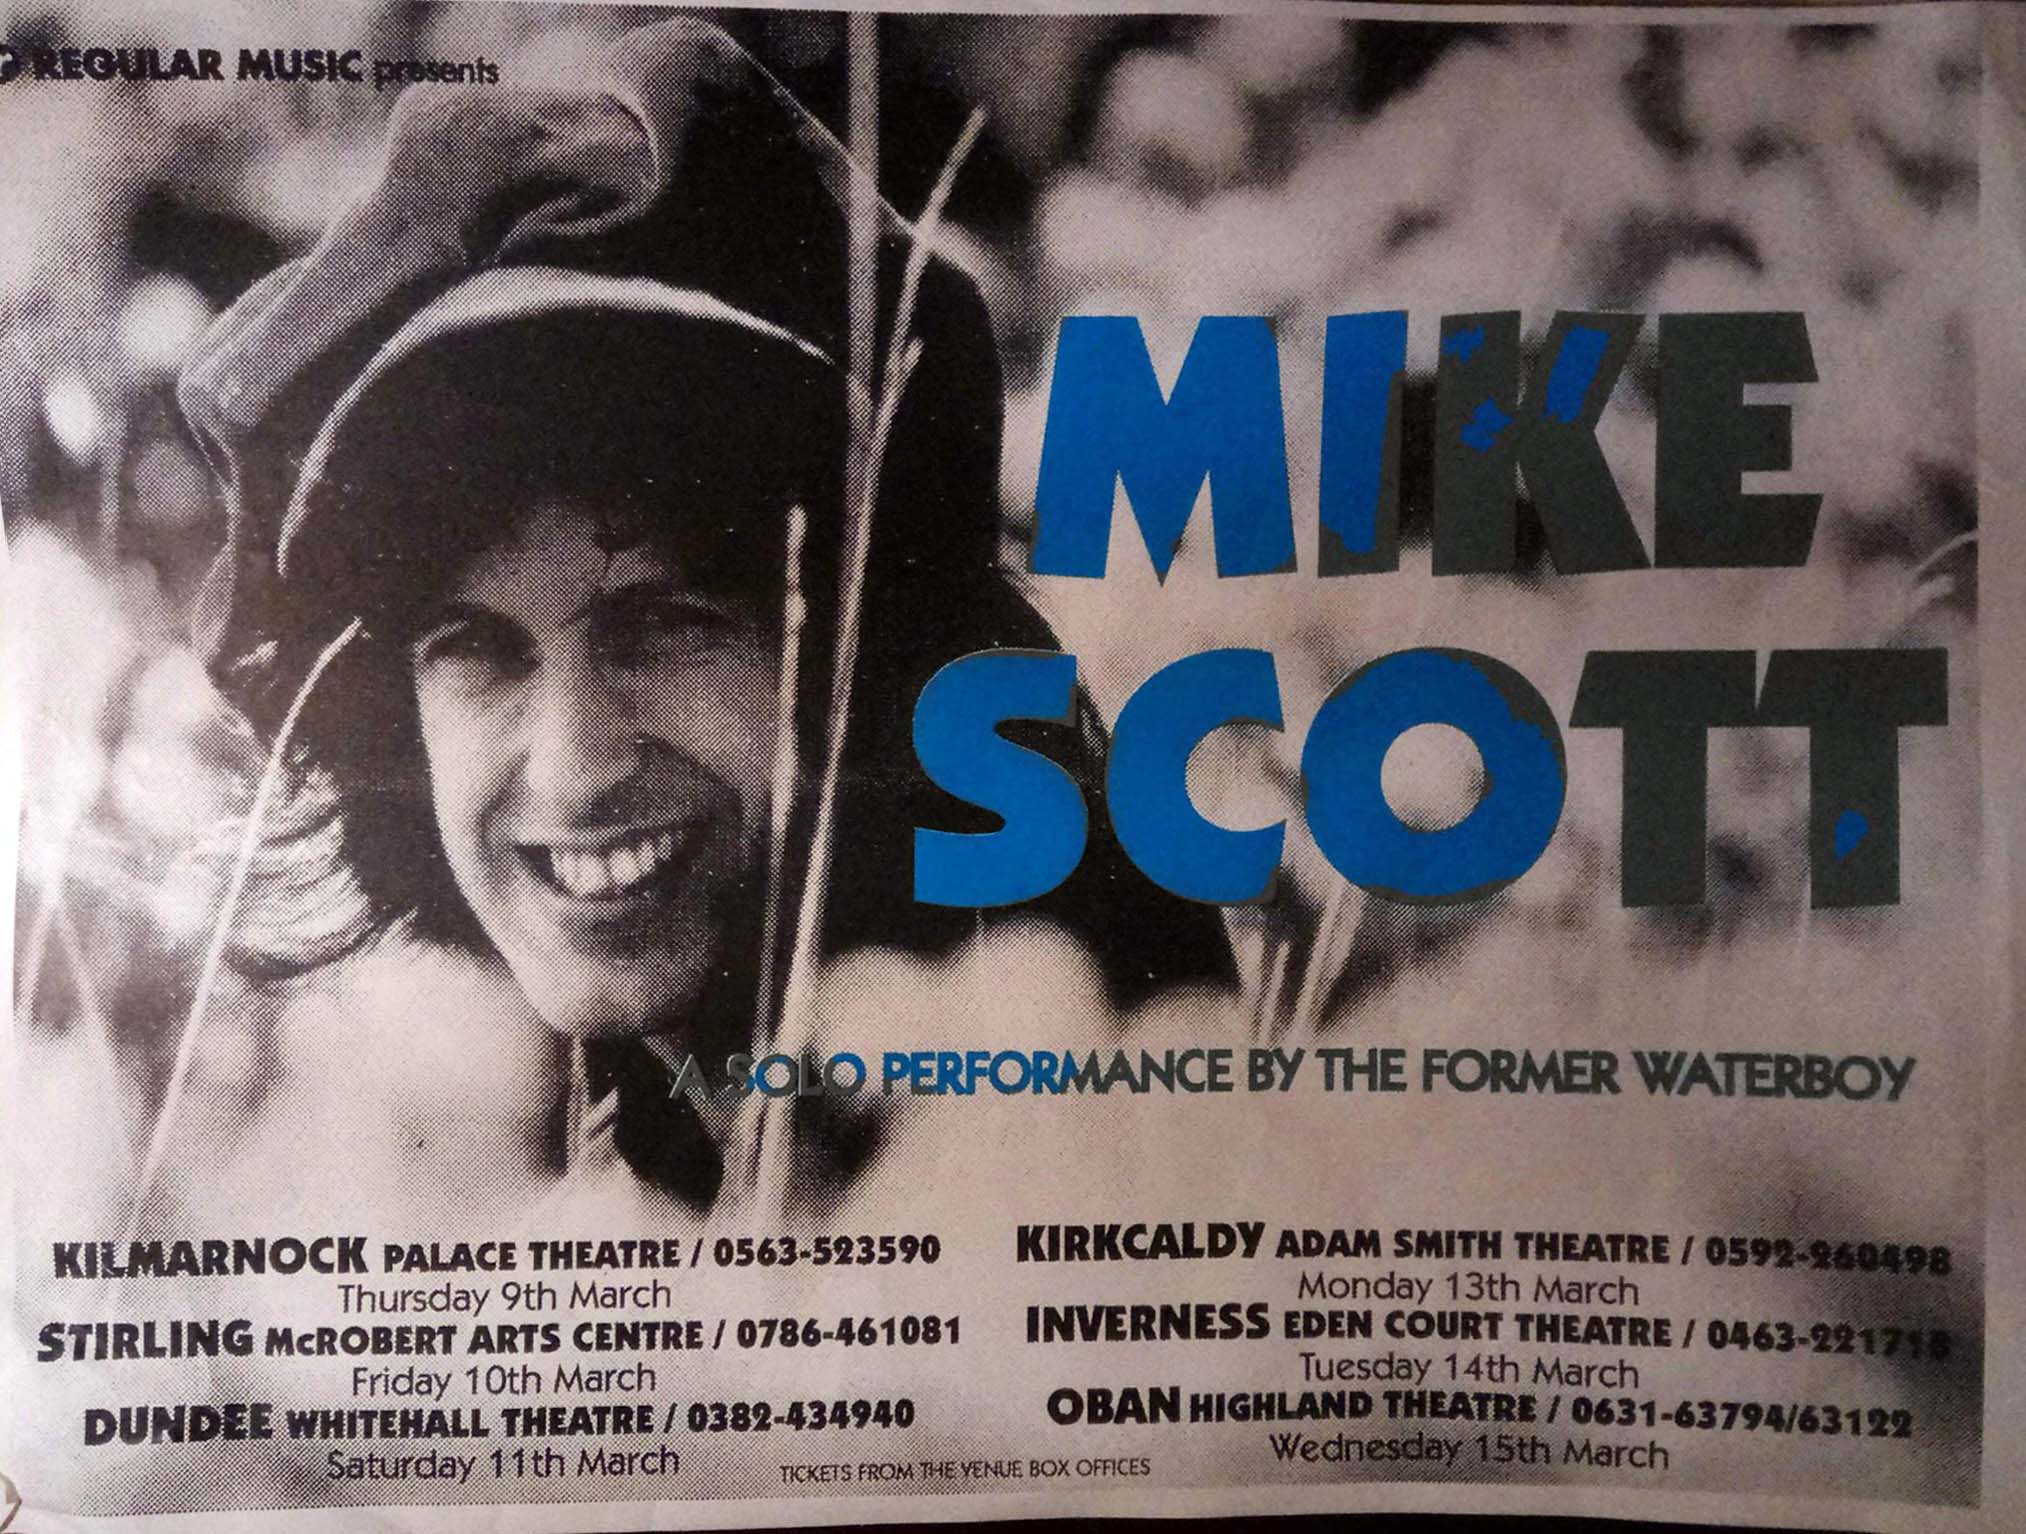 REGULAR MUSIC presents
MIKE
SCOTT
A SOLO PERFORMANCE BY THE FORMER WATERBOY
KILMARNOCK PALACE THEATRE / 0563-523590
Thursday 9th March
STIRLING McROBERT ARTS CENTRE / 0786-461081
Friday 10th March
DUNDEE WHITEHALL THEATRE / 0382-434940
Saturday 11th March
KIRKCALDY ADAM SMITH THEATRE / 0592-260498
Monday 13th March
INVERNESS EDEN COURT THEATRE / 0463-221718
Tuesday 14th March
OBAN HIGHLAND THEATRE / 0631-63794/63122
Wednesday 15th March
TICKETS FROM THE VENUE BOX OFFICES